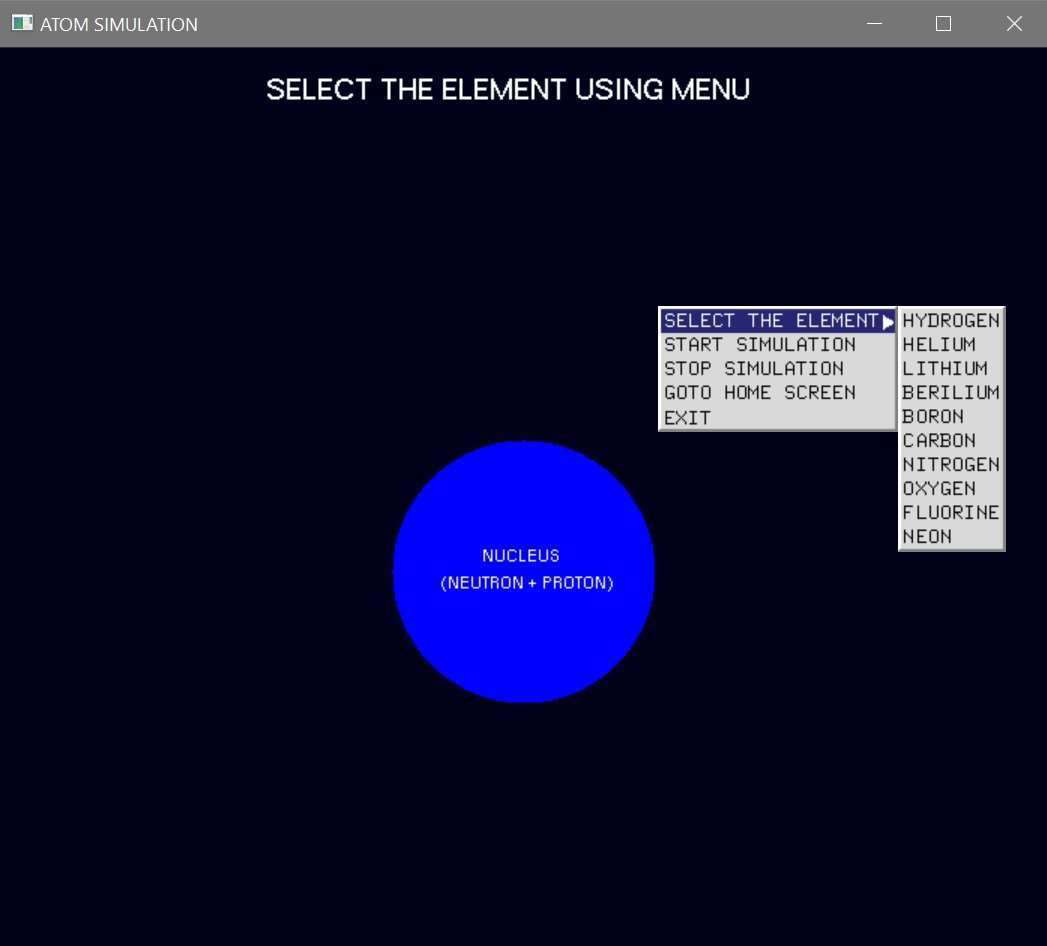 ATOM SIMULATION
SELECT THE ELEMENT USING MENU
SELECT THE ELEMENT
START SIMULATION
STOP SIMULATION
GOTO HOME SCREEN
EXIT
HYDROGEN
HELIUM
LITHIUM
BERILIUM
BORON
CARBON
NITROGEN
OXYGEN
FLUORINE
NEON
NUCLEUS
(NEUTRON + PROTON)